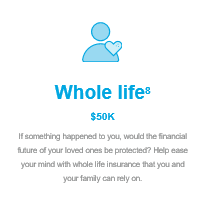 Whole life⁸
$50K
If something happened to you, would the financial
future of your loved ones be protected? Help ease
your mind with whole life insurance that you and
your family can rely on.